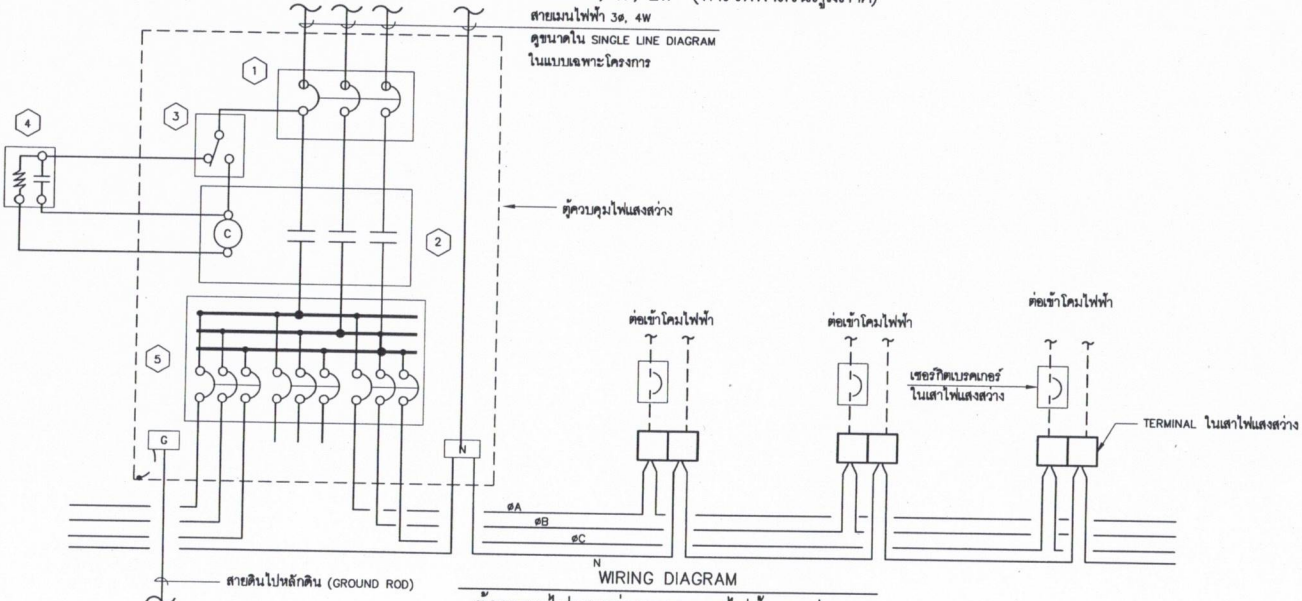 สายเมนไฟฟ้า 3ø, 4W
ดูขนาดใน SINGLE LINE DIAGRAM
ในแบบเฉพาะโครงการ
1
3
4
ตู้ควบคุมไฟแสงสว่าง
C
2
ต่อเข้าโคมไฟฟ้า
ต่อเข้าโคมไฟฟ้า
ต่อเข้าโคมไฟฟ้า
5
เซอร์กิตเบรคเกอร์
ในเสาไฟแสงสว่าง
TERMINAL ในเสาไฟแสงสว่าง
G
N
øA
øB
øC
N
สายดินไปหลักดิน (GROUND ROD)
WIRING DIAGRAM